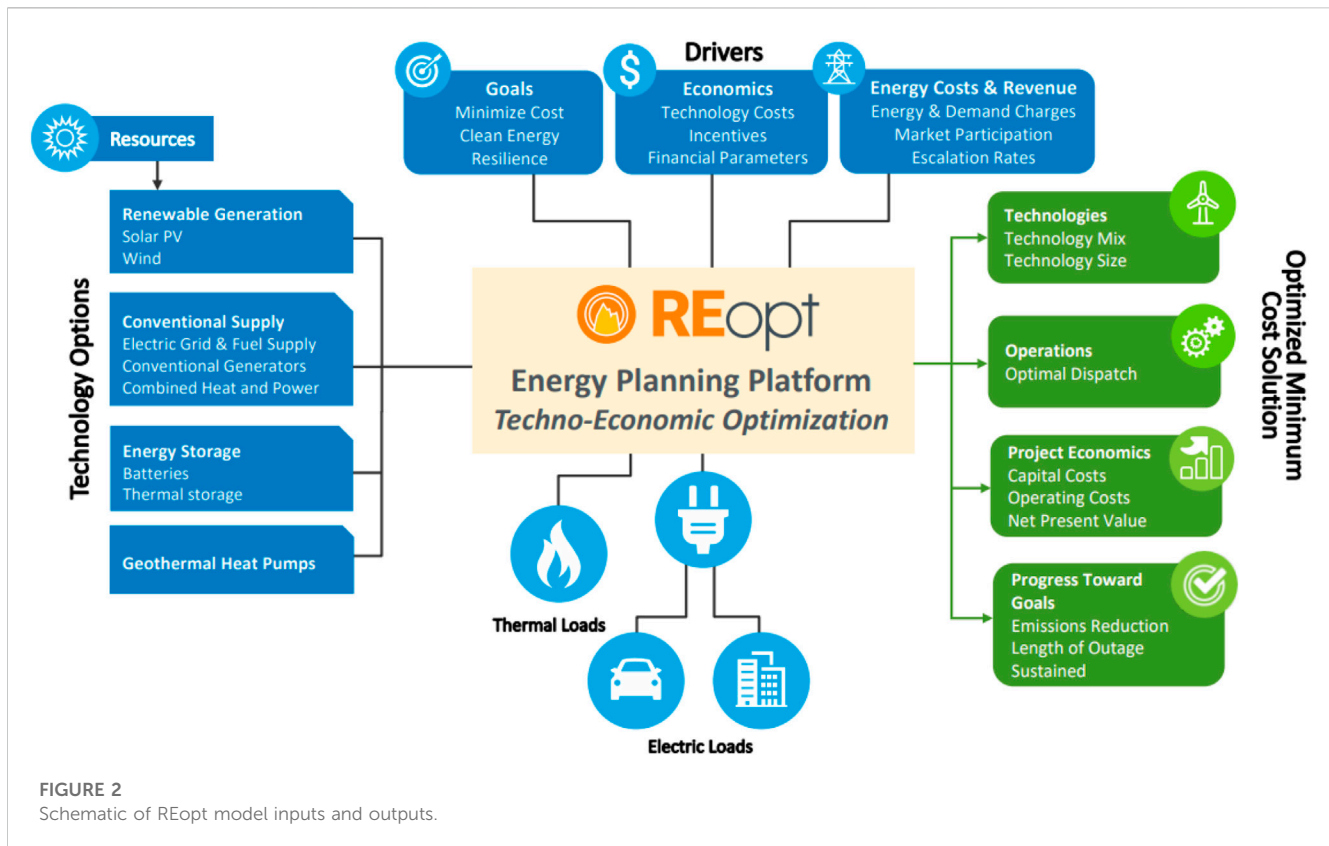 Drivers
Goals
Minimize Cost
Clean Energy
Resilience
Economics
Technology Costs
Incentives
Financial Parameters
Energy Costs & Revenue
Energy & Demand Charges
Market Participation
Escalation Rates
Resources
Technology Options
Renewable Generation
Solar PV
Wind
Conventional Supply
Electric Grid & Fuel Supply
Conventional Generators
Combined Heat and Power
Energy Storage
Batteries
Thermal storage
Geothermal Heat Pumps
REopt
Energy Planning Platform
Techno-Economic Optimization
Thermal Loads
Electric Loads
Technologies
Technology Mix
Technology Size
Operations
Optimal Dispatch
Project Economics
Capital Costs
Operating Costs
Net Present Value
Progress Toward
Goals
Emissions Reduction
Length of Outage
Sustained
Optimized Minimum
Cost Solution
FIGURE 2
Schematic of REopt model inputs and outputs.